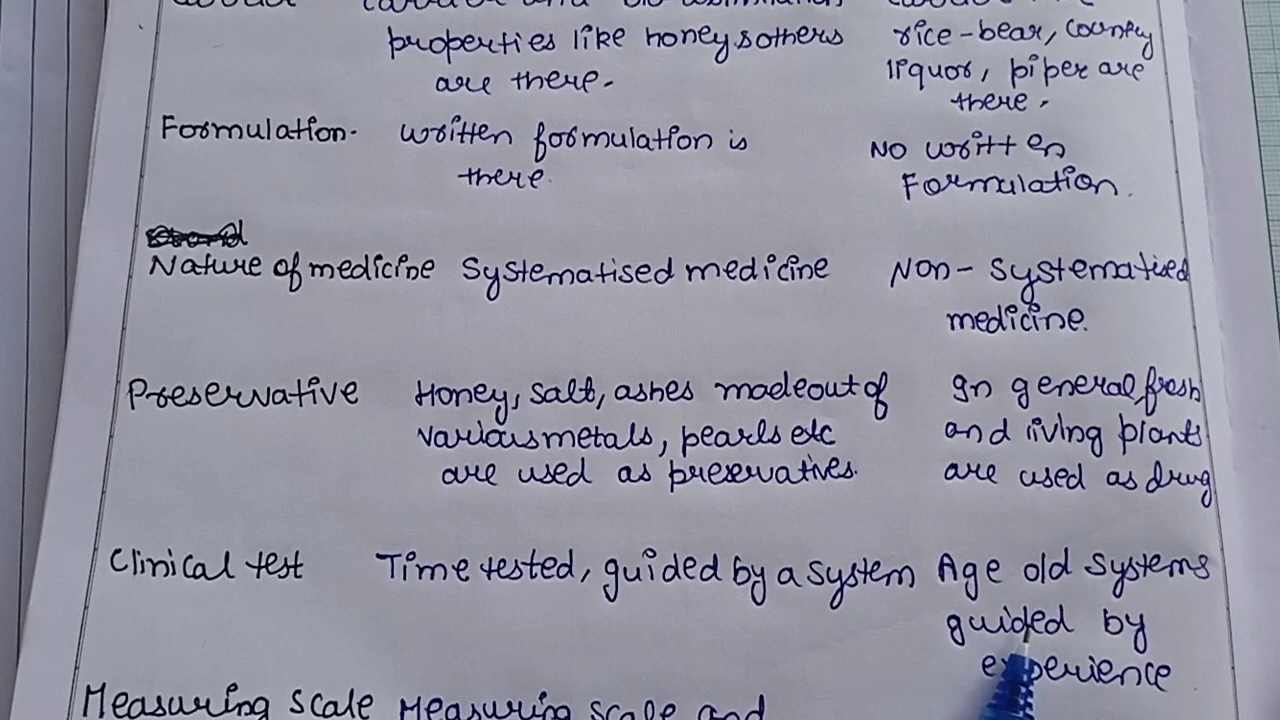 properties like honey & others
are there.
rice-bear, country
liquor, piper are
there.
Formulation.
written formulation is
there.
No written
Formulation.
Nature of medicine
Systematised medicine
Non-systematised
medicine.
Preservative
Honey, salt, ashes made out of
various metals, pearls etc
are used as preservatives.
In general, fresh
and living plants
are used as drug
Clinical test
Time tested, guided by a system
Age old systems
guided by
experience
Measuring scale
Measuring scale and